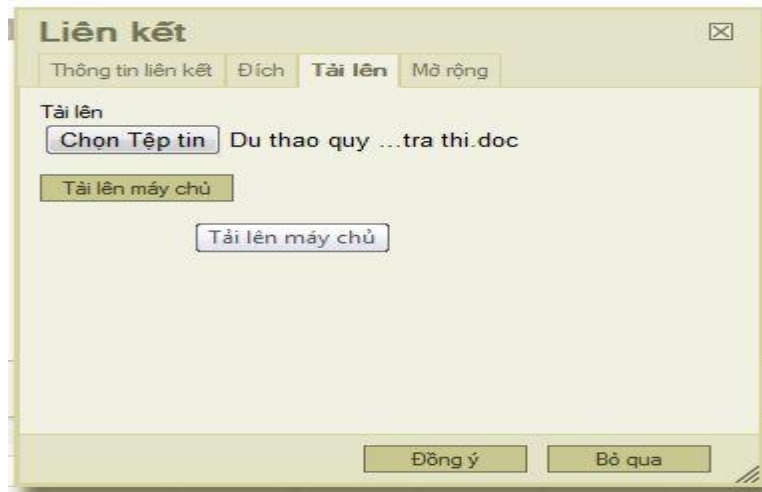 Liên kết
Thông tin liên kết Đích Tải lên Mở rộng
Tải lên
Chọn Tệp tin Du thao quy ...tra thi.doc
Tải lên máy chủ
Tải lên máy chủ
Đồng ý Bỏ qua